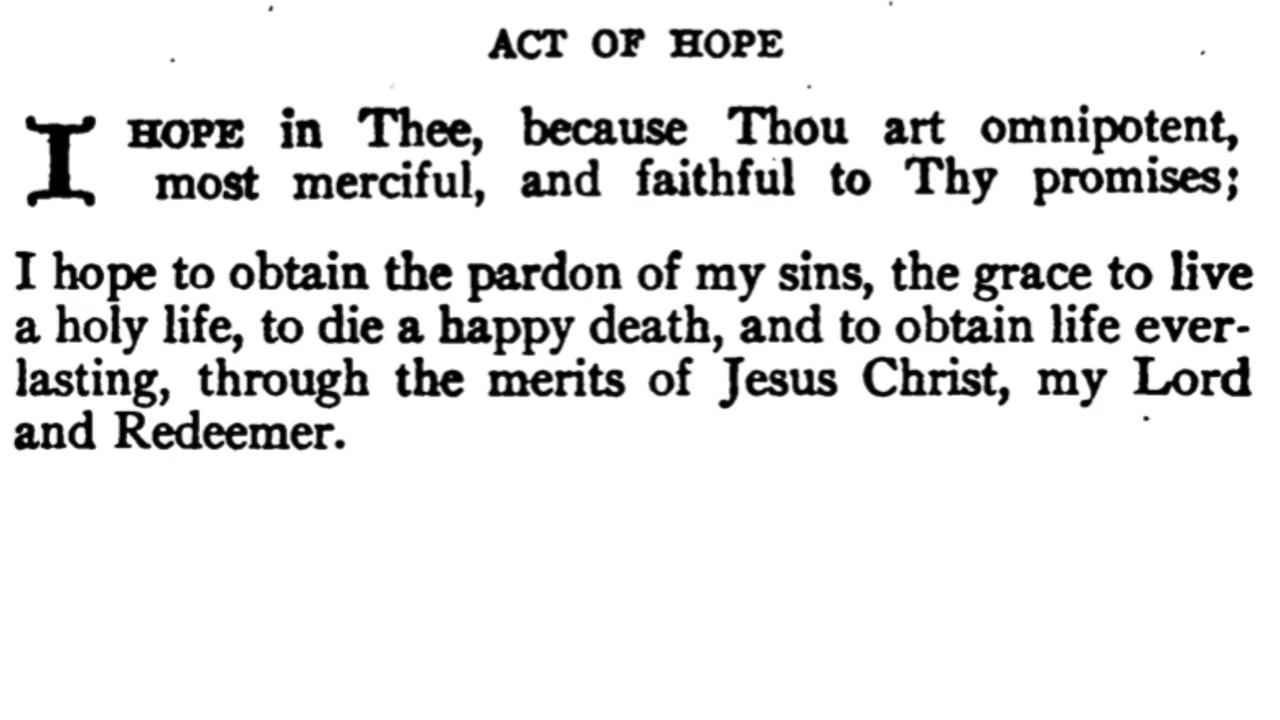 ACT OF HOPE
I HOPE in Thee, because Thou art omnipotent,
most merciful, and faithful to Thy promises;
I hope to obtain the pardon of my sins, the grace to live
a holy life, to die a happy death, and to obtain life ever-
lasting, through the merits of Jesus Christ, my Lord
and Redeemer.